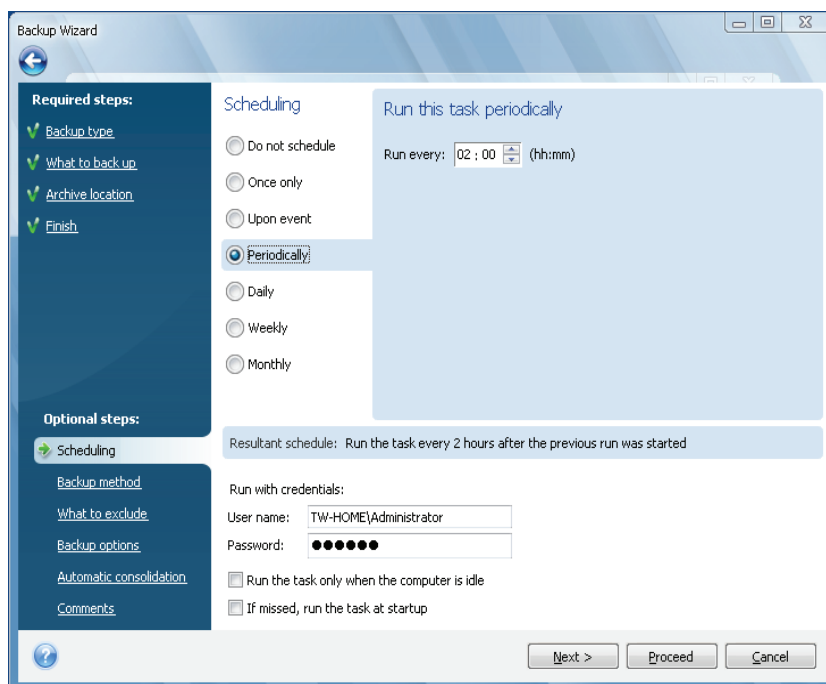 Backup Wizard
Required steps:
Backup type
What to back up
Archive location
Finish
Optional steps:
Scheduling
Backup method
What to exclude
Backup options
Automatic consolidation
Comments
Scheduling
Do not schedule
Once only
Upon event
Periodically
Daily
Weekly
Monthly
Run this task periodically
Run every: 02 : 00 (hh:mm)
Resultant schedule: Run the task every 2 hours after the previous run was started
Run with credentials:
User name: TW-HOME\Administrator
Password: ●●●●●●
Run the task only when the computer is idle
If missed, run the task at startup
? Next > Proceed Cancel